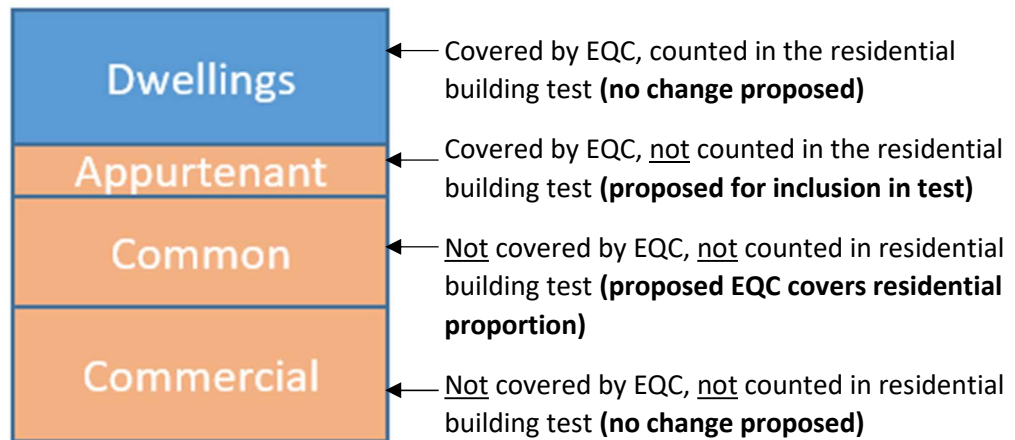 Dwellings
Covered by EQC, counted in the residential
building test (no change proposed)
Appurtenant
Covered by EQC, not counted in the residential
building test (proposed for inclusion in test)
Common
Not covered by EQC, not counted in residential
building test (proposed EQC covers residential
proportion)
Commercial
Not covered by EQC, not counted in residential
building test (no change proposed)